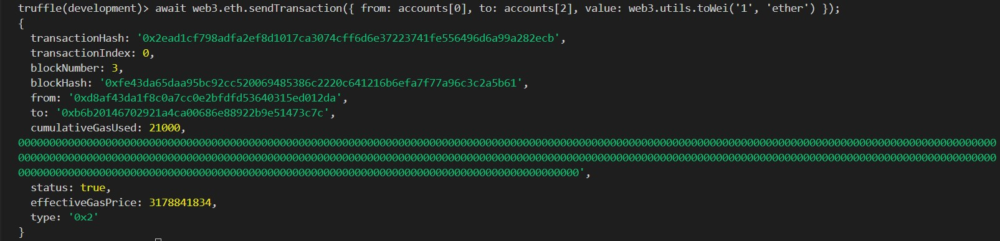 truffle(development)> await web3.eth.sendTransaction({ from: accounts[0], to: accounts[2], value: web3.utils.toWei('1', 'ether') });
{
  transactionHash: '0x2ead1cf798adfa2ef8d1017ca3074cff6d6e37223741fe556496d6a99a282ecb',
  transactionIndex: 0,
  blockNumber: 3,
  blockHash: '0xfe43da65daa95bc92cc520069485386c2220c641216b6efa7f77a96c3c2a5b61',
  from: '0xd8af43da1f8c0a7cc0e2bfdfd53640315ed012da',
  to: '0xb6b20146702921a4ca00686e88922b9e51473c7c',
  cumulativeGasUsed: 21000,
0000000000000000000000000000000000000000000000000000000000000000000000000000000000000000000000000000000000000000000000000000000000000000000000000000000000000
0000000000000000000000000000000000000000000000000000000000000000000000000000000000000000000000000000000000000000000000000000000000000000000000000000000000000
000000000000000000000000000000000000000000000000000000000000000000000000000000000000000000',
  status: true,
  effectiveGasPrice: 3178841834,
  type: '0x2'
}